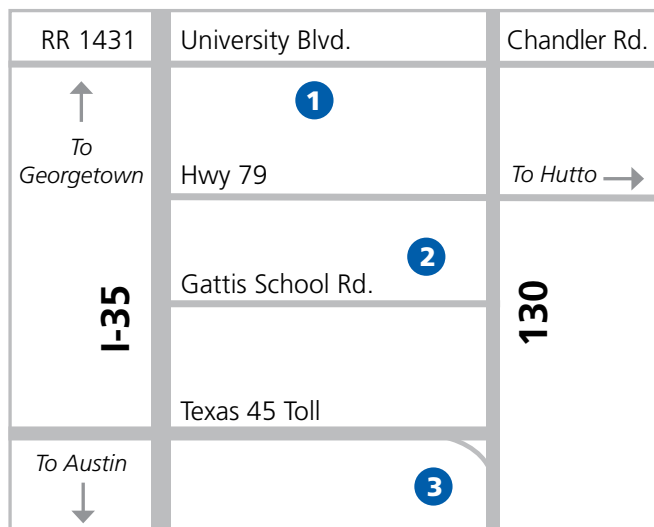 RR 1431
University Blvd.
Chandler Rd.
1
To
Georgetown
Hwy 79
To Hutto
2
Gattis School Rd.
I-35
130
Texas 45 Toll
To Austin
3